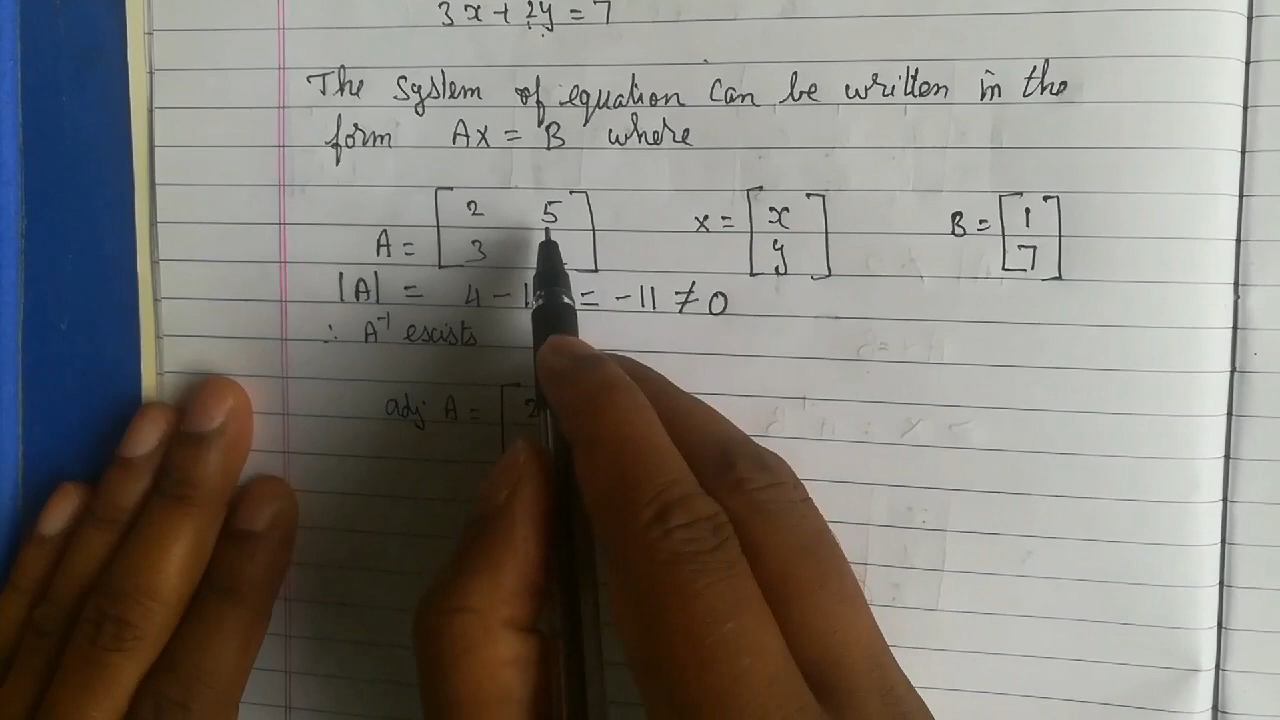 3x + 2y = 7
The system of equation can be written in the
form AX = B where
A = [ 2 5 3 ] X = [ x y ] B = [ 1 7 ]
|A| = 4 - 1 = -11 ≠ 0
∴ A⁻¹ escists
adj A = [ 2